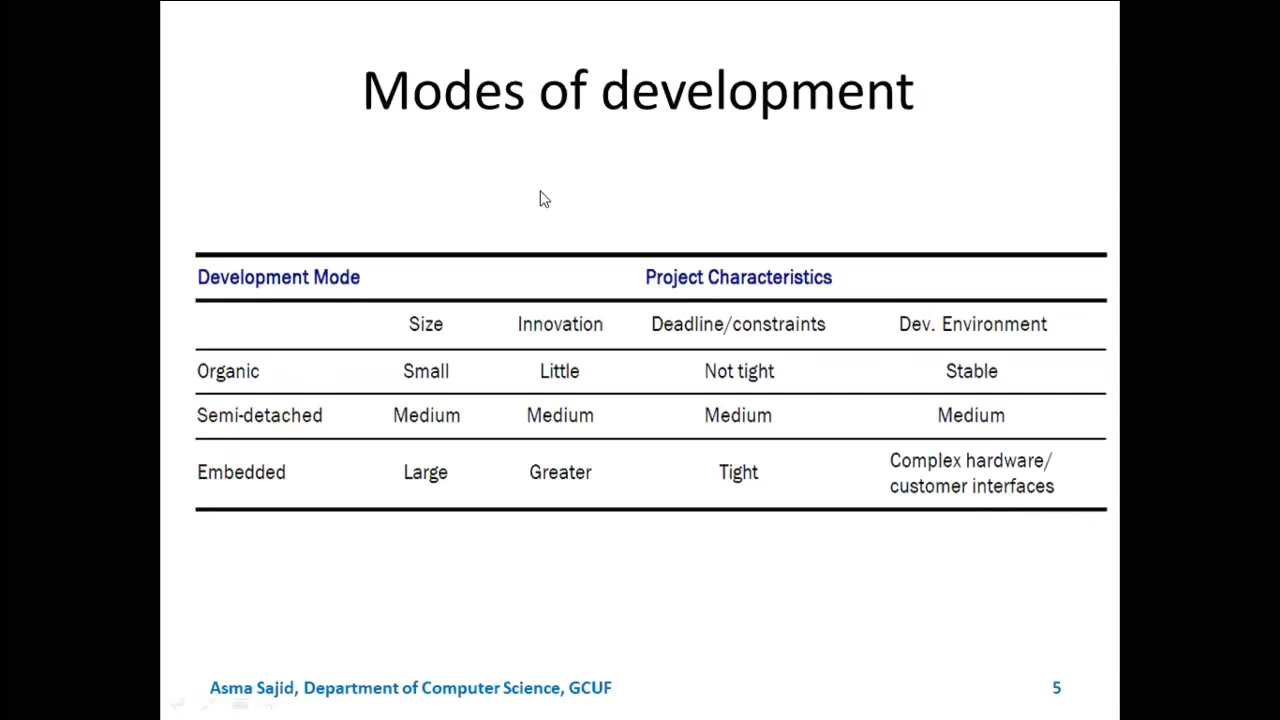 Modes of development
Development Mode Project Characteristics
Size Innovation Deadline/constraints Dev. Environment
Organic Small Little Not tight Stable
Semi-detached Medium Medium Medium Medium
Embedded Large Greater Tight Complex hardware/
customer interfaces
Asma Sajid, Department of Computer Science, GCUF 5